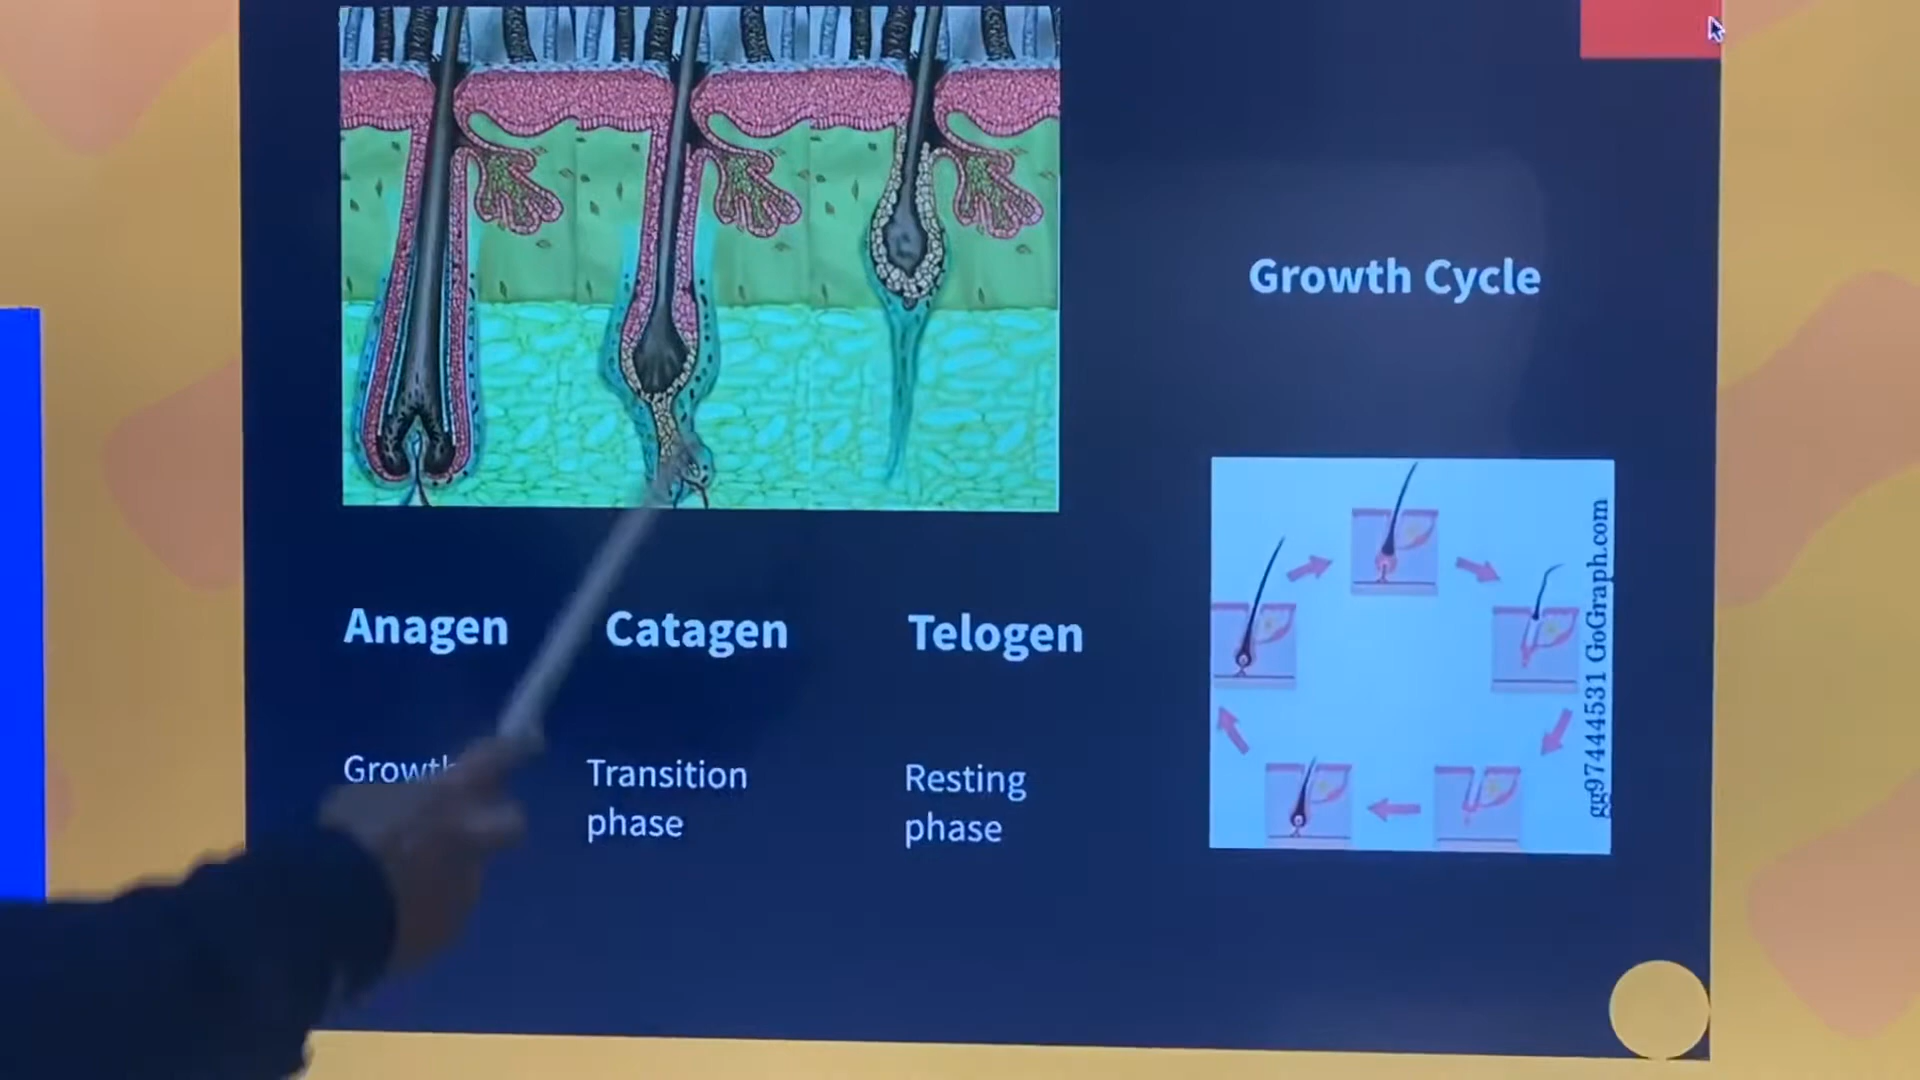 Growth Cycle
Anagen
Catagen
Telogen
Growth
Transition
phase
Resting
phase
gg97444531 GoGraph.com